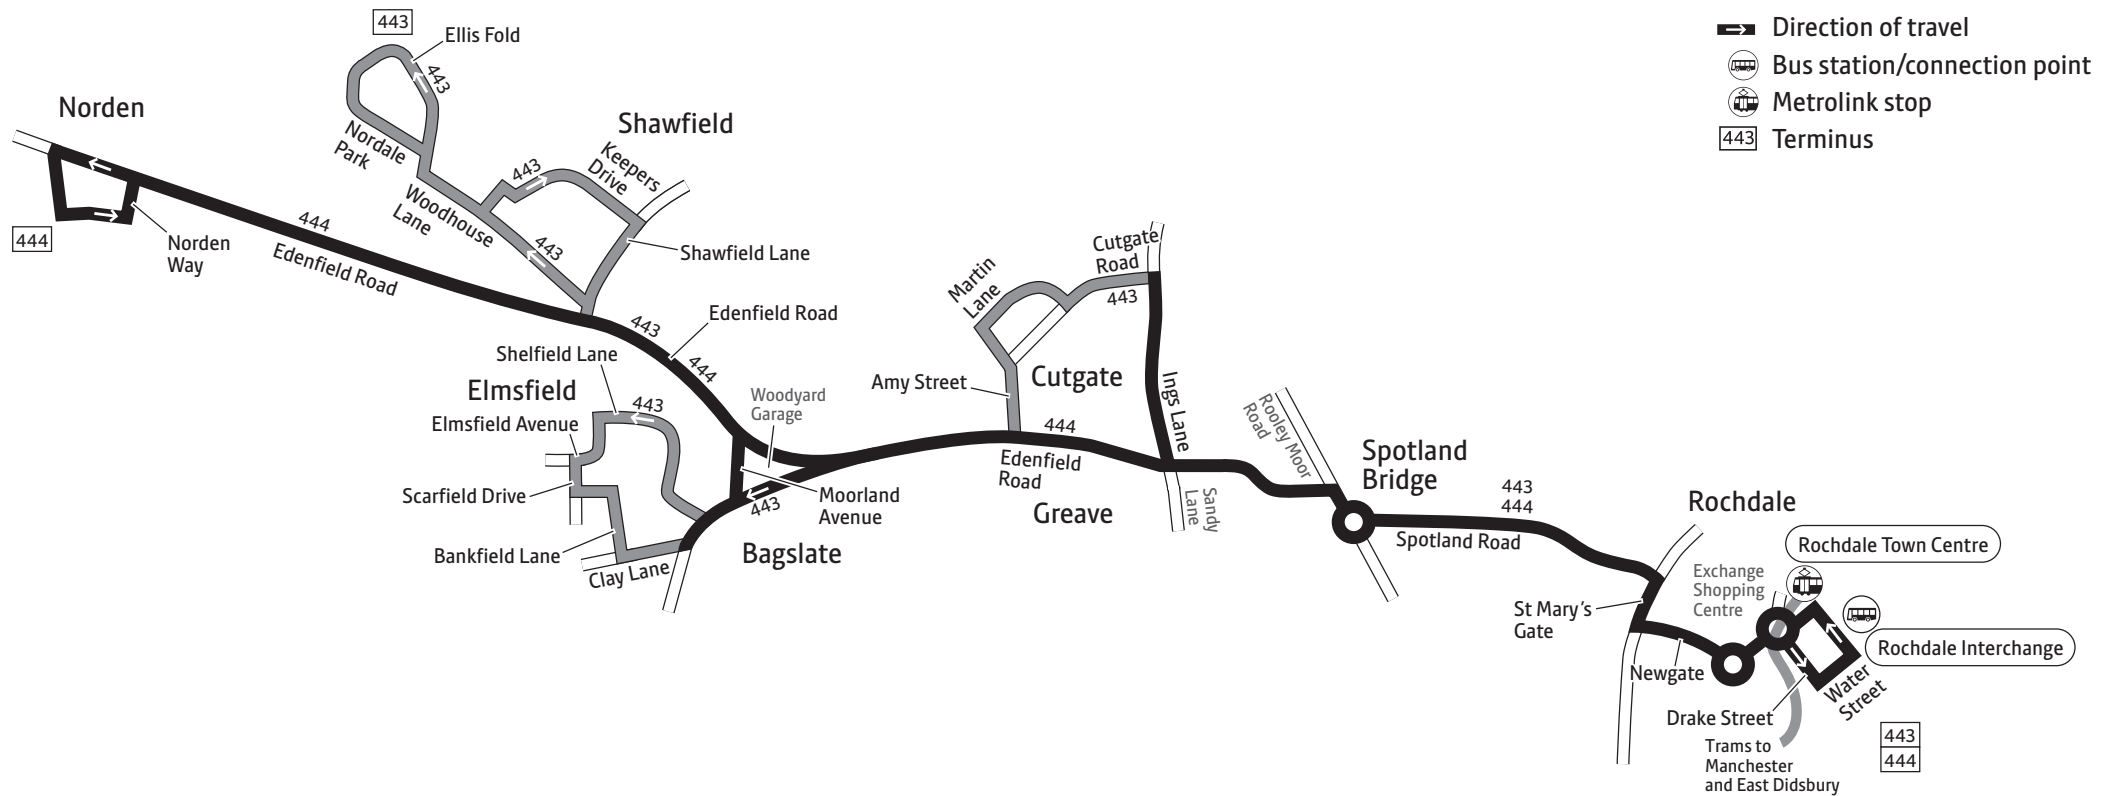 443
Ellis Fold
443
Norden
Nordale
Park
Shawfield
Keepers
Drive
443
Woodhouse
Lane
443
Shawfield Lane
444
Norden
Way
444
Edenfield Road
443
Edenfield Road
444
Shelfield Lane
Elmsfield
443
Elmsfield Avenue
Woodyard
Garage
Scarfield Drive
Bankfield Lane
Clay Lane
443
Moorland
Avenue
Bagslate
Martin
Lane
Cutgate
Road
443
Amy Street
Cutgate
444
Edenfield
Road
Greave
Ings Lane
Sandy
Lane
Rooley Moor
Road
Spotland
Bridge
443
444
Spotland Road
Rochdale
Rochdale Town Centre
Exchange
Shopping
Centre
St Mary's
Gate
Newgate
Rochdale Interchange
Water
Street
Drake Street
Trams to
Manchester
and East Didsbury
443
444
Direction of travel
Bus station/connection point
Metrolink stop
443 Terminus